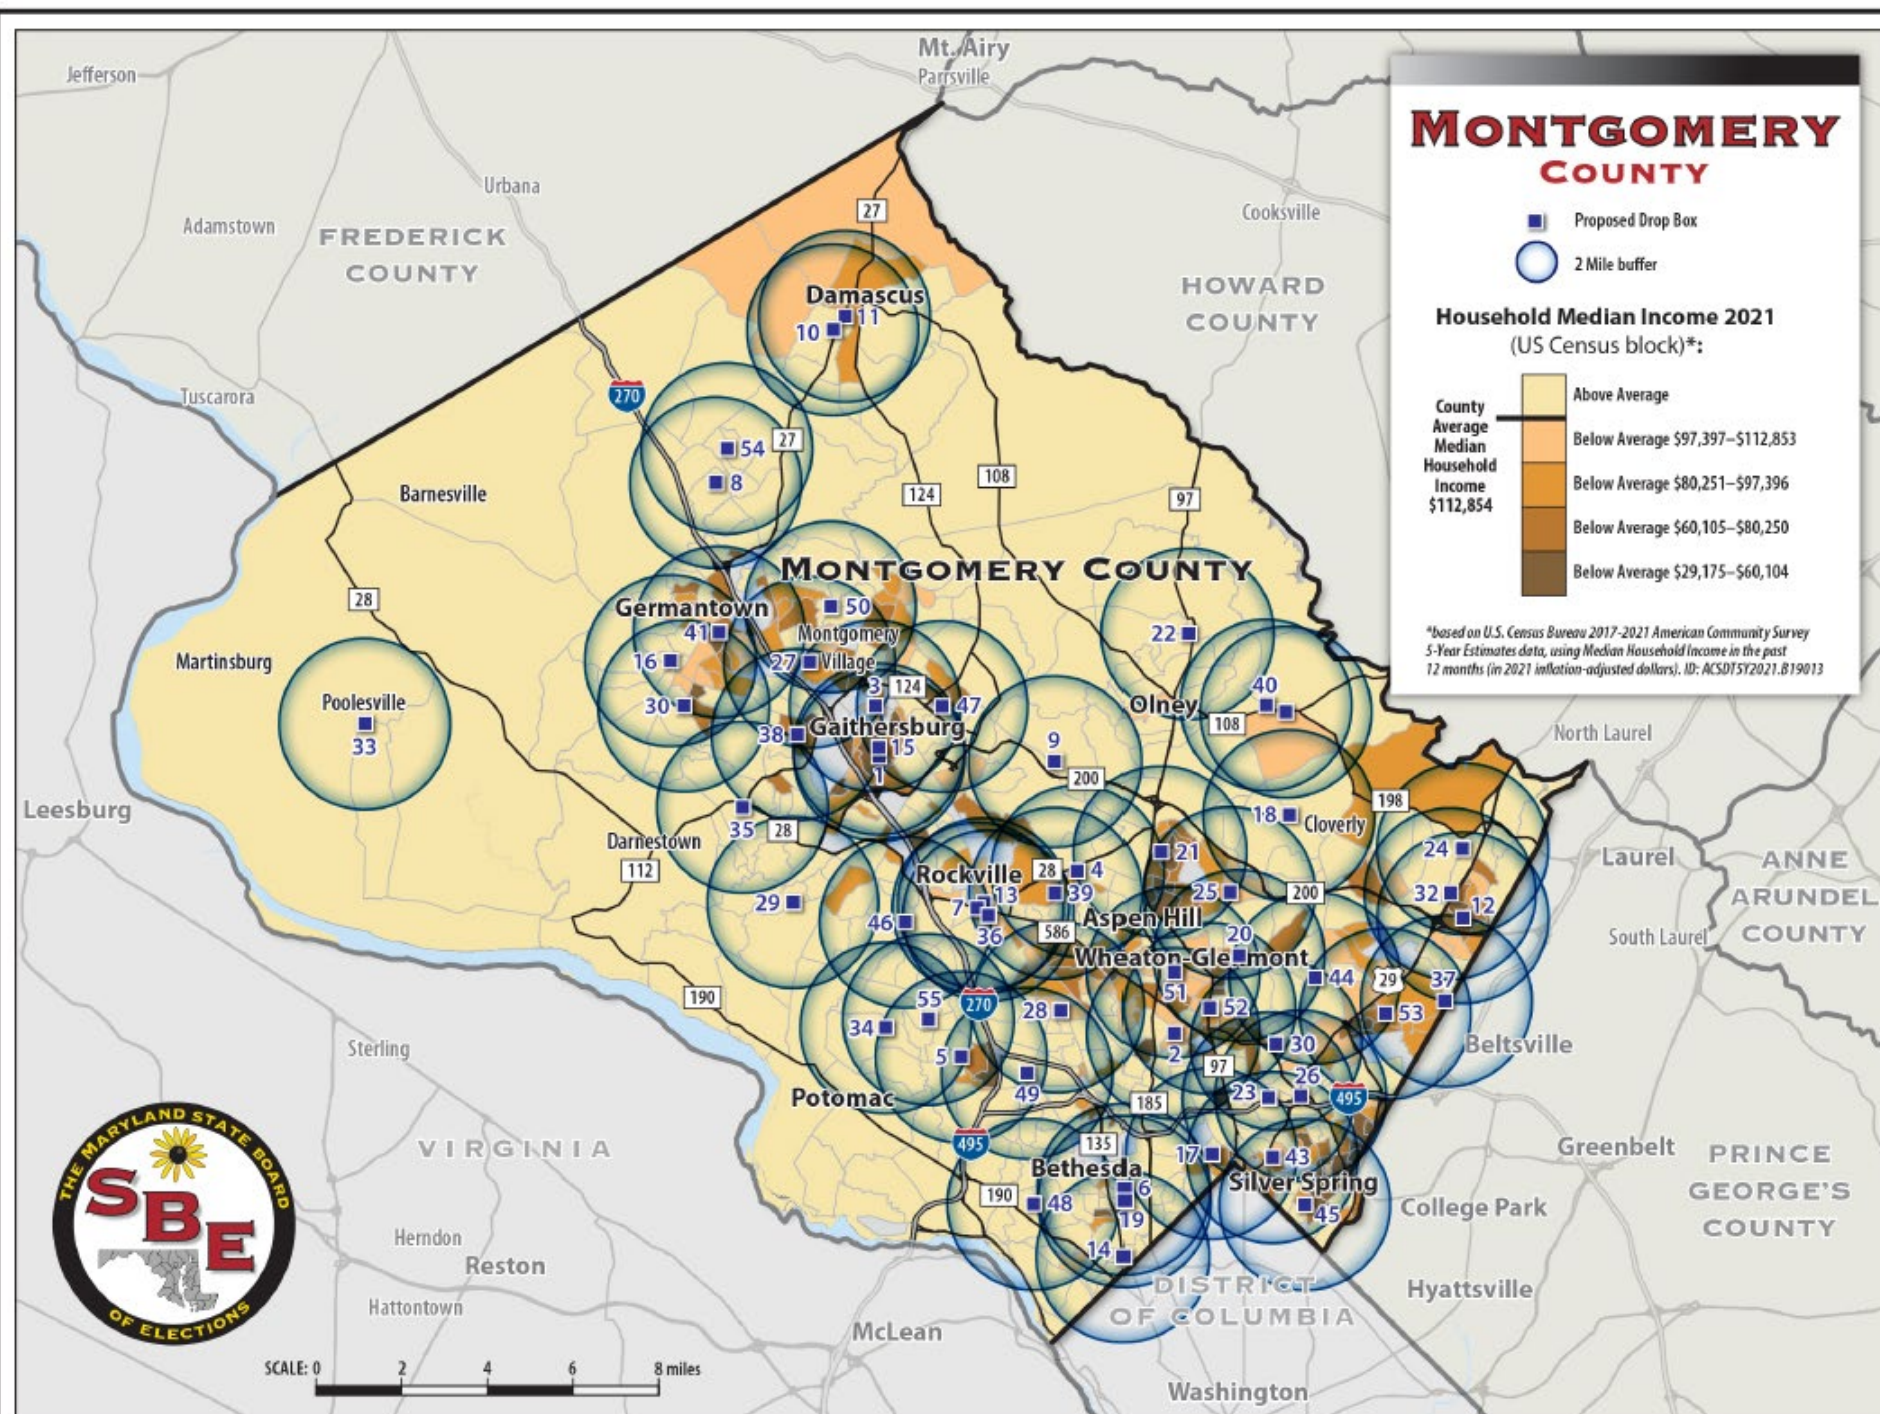 Mt. Airy
Parrsville
Jefferson
Urbana
Adamstown
FREDERICK
COUNTY
Cooksville
HOWARD
COUNTY
Tuscarora
27
Damascus
11
10
270
27
54
8
124
108
97
Barnesville
MONTGOMERY COUNTY
28
Germantown
41
50
Montgomery
Village
27
16
30
22
Martinsburg
Poolesville
33
3
124
47
38
Gaithersburg
15
1
Olney
40
108
9
200
North Laurel
Leesburg
35
28
Darnestown
112
18
Cloverly
198
Laurel
ANNE
ARUNDEL
COUNTY
South Laurel
24
32
12
21
25
200
Rockville
28
4
39
13
7
36
29
46
Aspen Hill
586
20
Wheaton-Glenmont
51
44
29
37
53
52
190
270
55
34
28
5
2
30
49
97
26
23
495
Beltsville
Sterling
Potomac
185
VIRGINIA
495
135
17
43
Greenbelt
PRINCE
GEORGE'S
COUNTY
Bethesda
Silver Spring
190
48
6
19
45
College Park
14
Herndon
Reston
Hattontown
DISTRICT
OF COLUMBIA
Hyattsville
McLean
Washington
THE MARYLAND STATE BOARD
SBE
OF ELECTIONS
SCALE: 0 2 4 6 8 miles
MONTGOMERY
COUNTY
Proposed Drop Box
2 Mile buffer
Household Median Income 2021
(US Census block)*:
County
Average
Median
Household
Income
$112,854
Above Average
Below Average $97,397–$112,853
Below Average $80,251–$97,396
Below Average $60,105–$80,250
Below Average $29,175–$60,104
*based on U.S. Census Bureau 2017-2021 American Community Survey
5-Year Estimates data, using Median Household Income in the past
12 months (in 2021 inflation-adjusted dollars). ID: ACSDT5Y2021.B19013